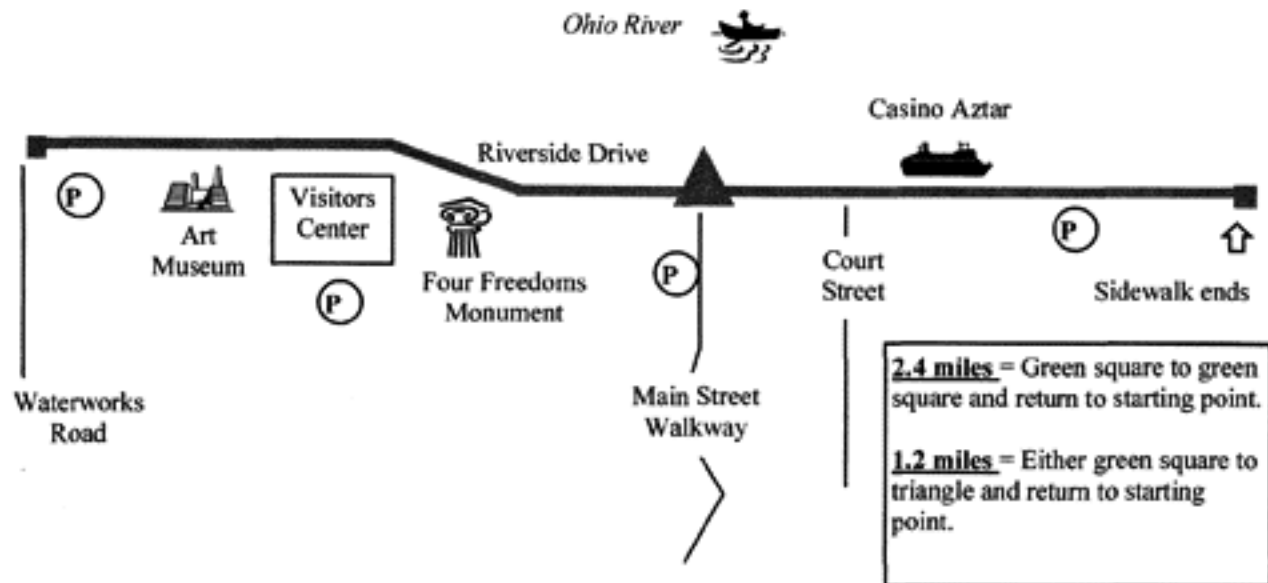 Ohio River
Casino Aztar
Riverside Drive
P
Art
Museum
Visitors
Center
P
Four Freedoms
Monument
P
Court
Street
P
Sidewalk ends
Waterworks
Road
Main Street
Walkway
2.4 miles = Green square to green
square and return to starting point.
1.2 miles = Either green square to
triangle and return to starting
point.